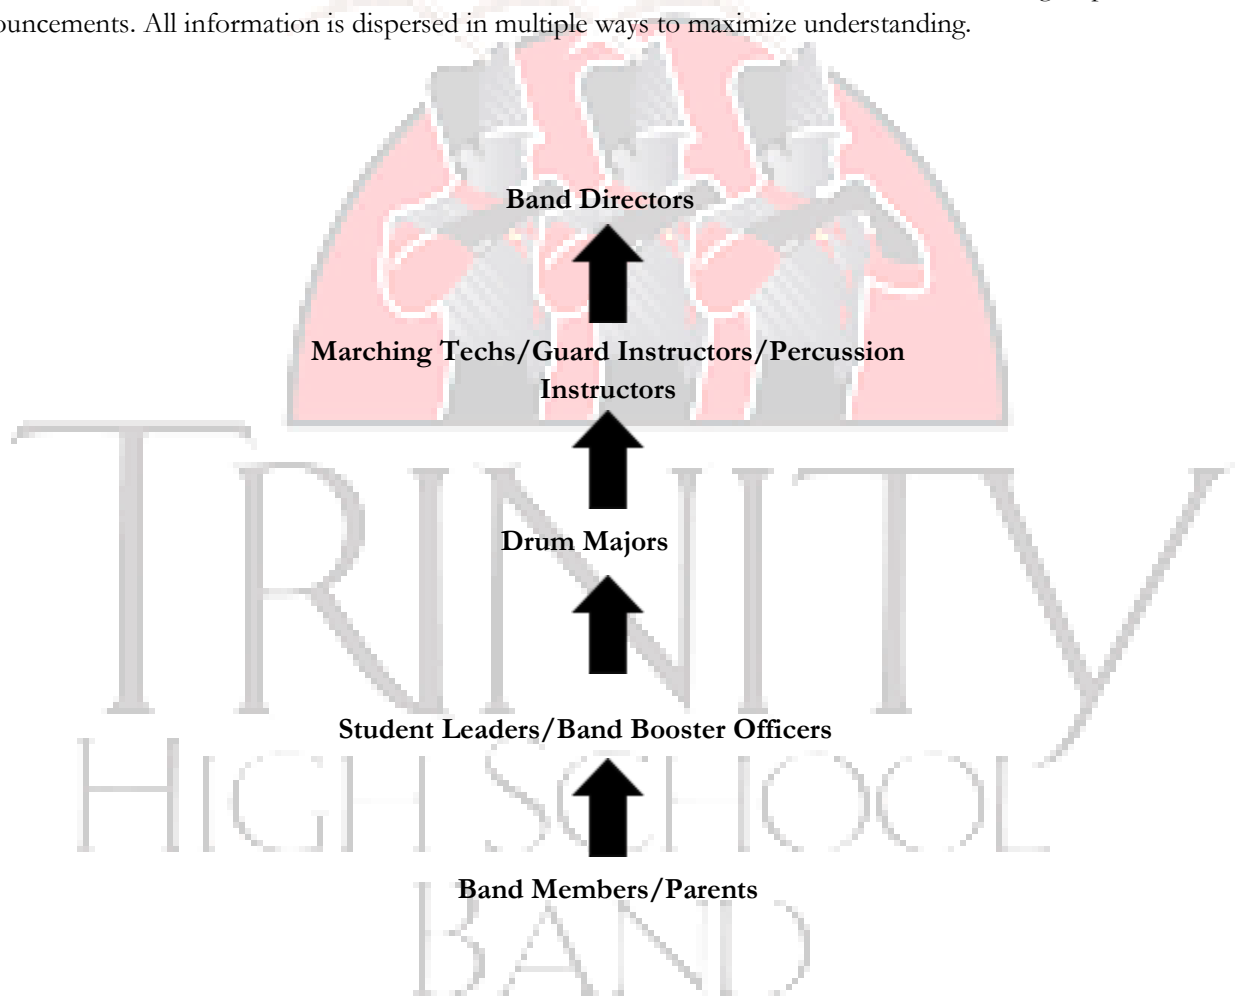 All information is dispersed in multiple ways to maximize understanding.
Band Directors
Marching Techs/Guard Instructors/Percussion
Instructors
Drum Majors
Student Leaders/Band Booster Officers
Band Members/Parents
TRINITY
HIGH SCHOOL
BAND